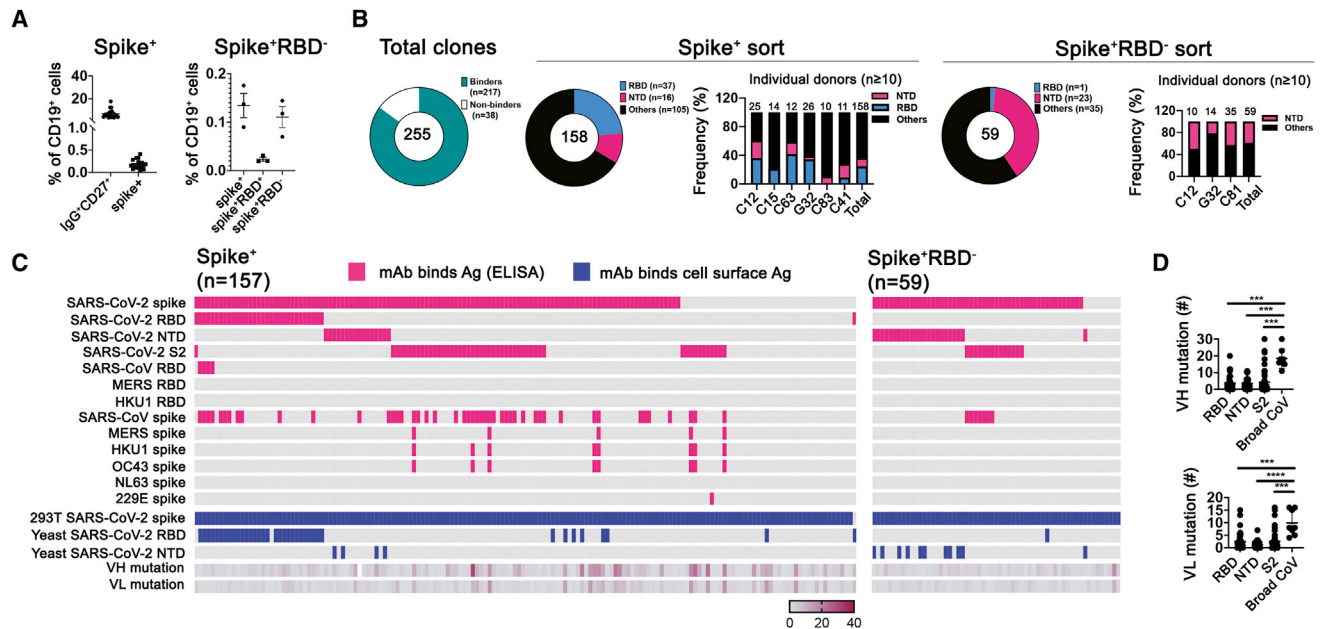 A
Spike⁺
Spike⁺RBD⁻
% of CD19⁺ cells
40
20
0
1.0
0.5
0.0
IgG⁺CD27⁺
spike+
% of CD19⁺ cells
0.2
0.1
0.0
spike⁺
spike⁺RBD⁺
spike⁺RBD⁻
B
Total clones
Binders
(n=217)
Non-binders
(n=38)
255
Spike⁺ sort
RBD (n=37)
NTD (n=16)
Others (n=105)
158
Individual donors (n≥10)
Frequency (%)
100
80
60
40
20
0
25 14 12 26 10 11 158
C12
C15
C63
G32
C83
C41
Total
NTD
RBD
Others
Spike⁺RBD⁻ sort
RBD (n=1)
NTD (n=23)
Others (n=35)
59
Individual donors (n≥10)
Frequency (%)
140
120
100
80
60
40
20
0
10 14 35 59
C12
G32
C81
Total
NTD
Others
C
Spike⁺
(n=157)
mAb binds Ag (ELISA)
mAb binds cell surface Ag
Spike⁺RBD⁻
(n=59)
SARS-CoV-2 spike
SARS-CoV-2 RBD
SARS-CoV-2 NTD
SARS-CoV-2 S2
SARS-CoV RBD
MERS RBD
HKU1 RBD
SARS-CoV spike
MERS spike
HKU1 spike
OC43 spike
NL63 spike
229E spike
293T SARS-CoV-2 spike
Yeast SARS-CoV-2 RBD
Yeast SARS-CoV-2 NTD
VH mutation
VL mutation
0 20 40
D
VH mutation (#)
30
20
10
0
***
***
***
RBD
NTD
S2
Broad CoV
VL mutation (#)
20
15
10
5
0
***
****
***
RBD
NTD
S2
Broad CoV